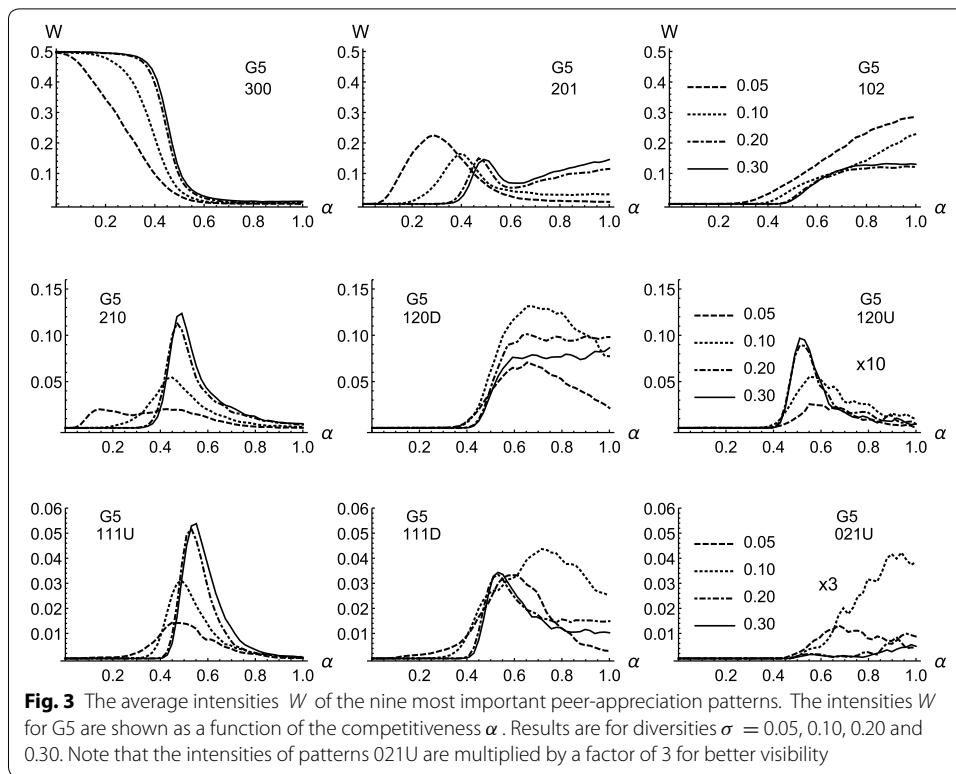 W
0.5
0.4
0.3
0.2
0.1
G5
300
0.0 0.2 0.4 0.6 0.8 1.0 α
W
0.5
0.4
0.3
0.2
0.1
G5
201
0.0 0.2 0.4 0.6 0.8 1.0 α
W
0.5
0.4
0.3
0.2
0.1
G5
102
0.05
0.10
0.20
0.30
0.0 0.2 0.4 0.6 0.8 1.0 α
0.15
0.10
0.05
G5
210
0.2 0.4 0.6 0.8 1.0 α
0.15
0.10
0.05
G5
120D
0.2 0.4 0.6 0.8 1.0 α
0.15
0.10
0.05
G5
120U
0.05
0.10
0.20
0.30
x10
0.2 0.4 0.6 0.8 1.0 α
0.06
0.05
0.04
0.03
0.02
0.01
G5
111U
0.2 0.4 0.6 0.8 1.0 α
0.06
0.05
0.04
0.03
0.02
0.01
G5
111D
0.2 0.4 0.6 0.8 1.0 α
0.06
0.05
0.04
0.03
0.02
0.01
G5
021U
0.05
0.10
0.20
0.30
x3
0.2 0.4 0.6 0.8 1.0 α
Fig. 3 The average intensities W of the nine most important peer-appreciation patterns. The intensities W
for G5 are shown as a function of the competitiveness α . Results are for diversities σ = 0.05, 0.10, 0.20 and
0.30. Note that the intensities of patterns 021U are multiplied by a factor of 3 for better visibility